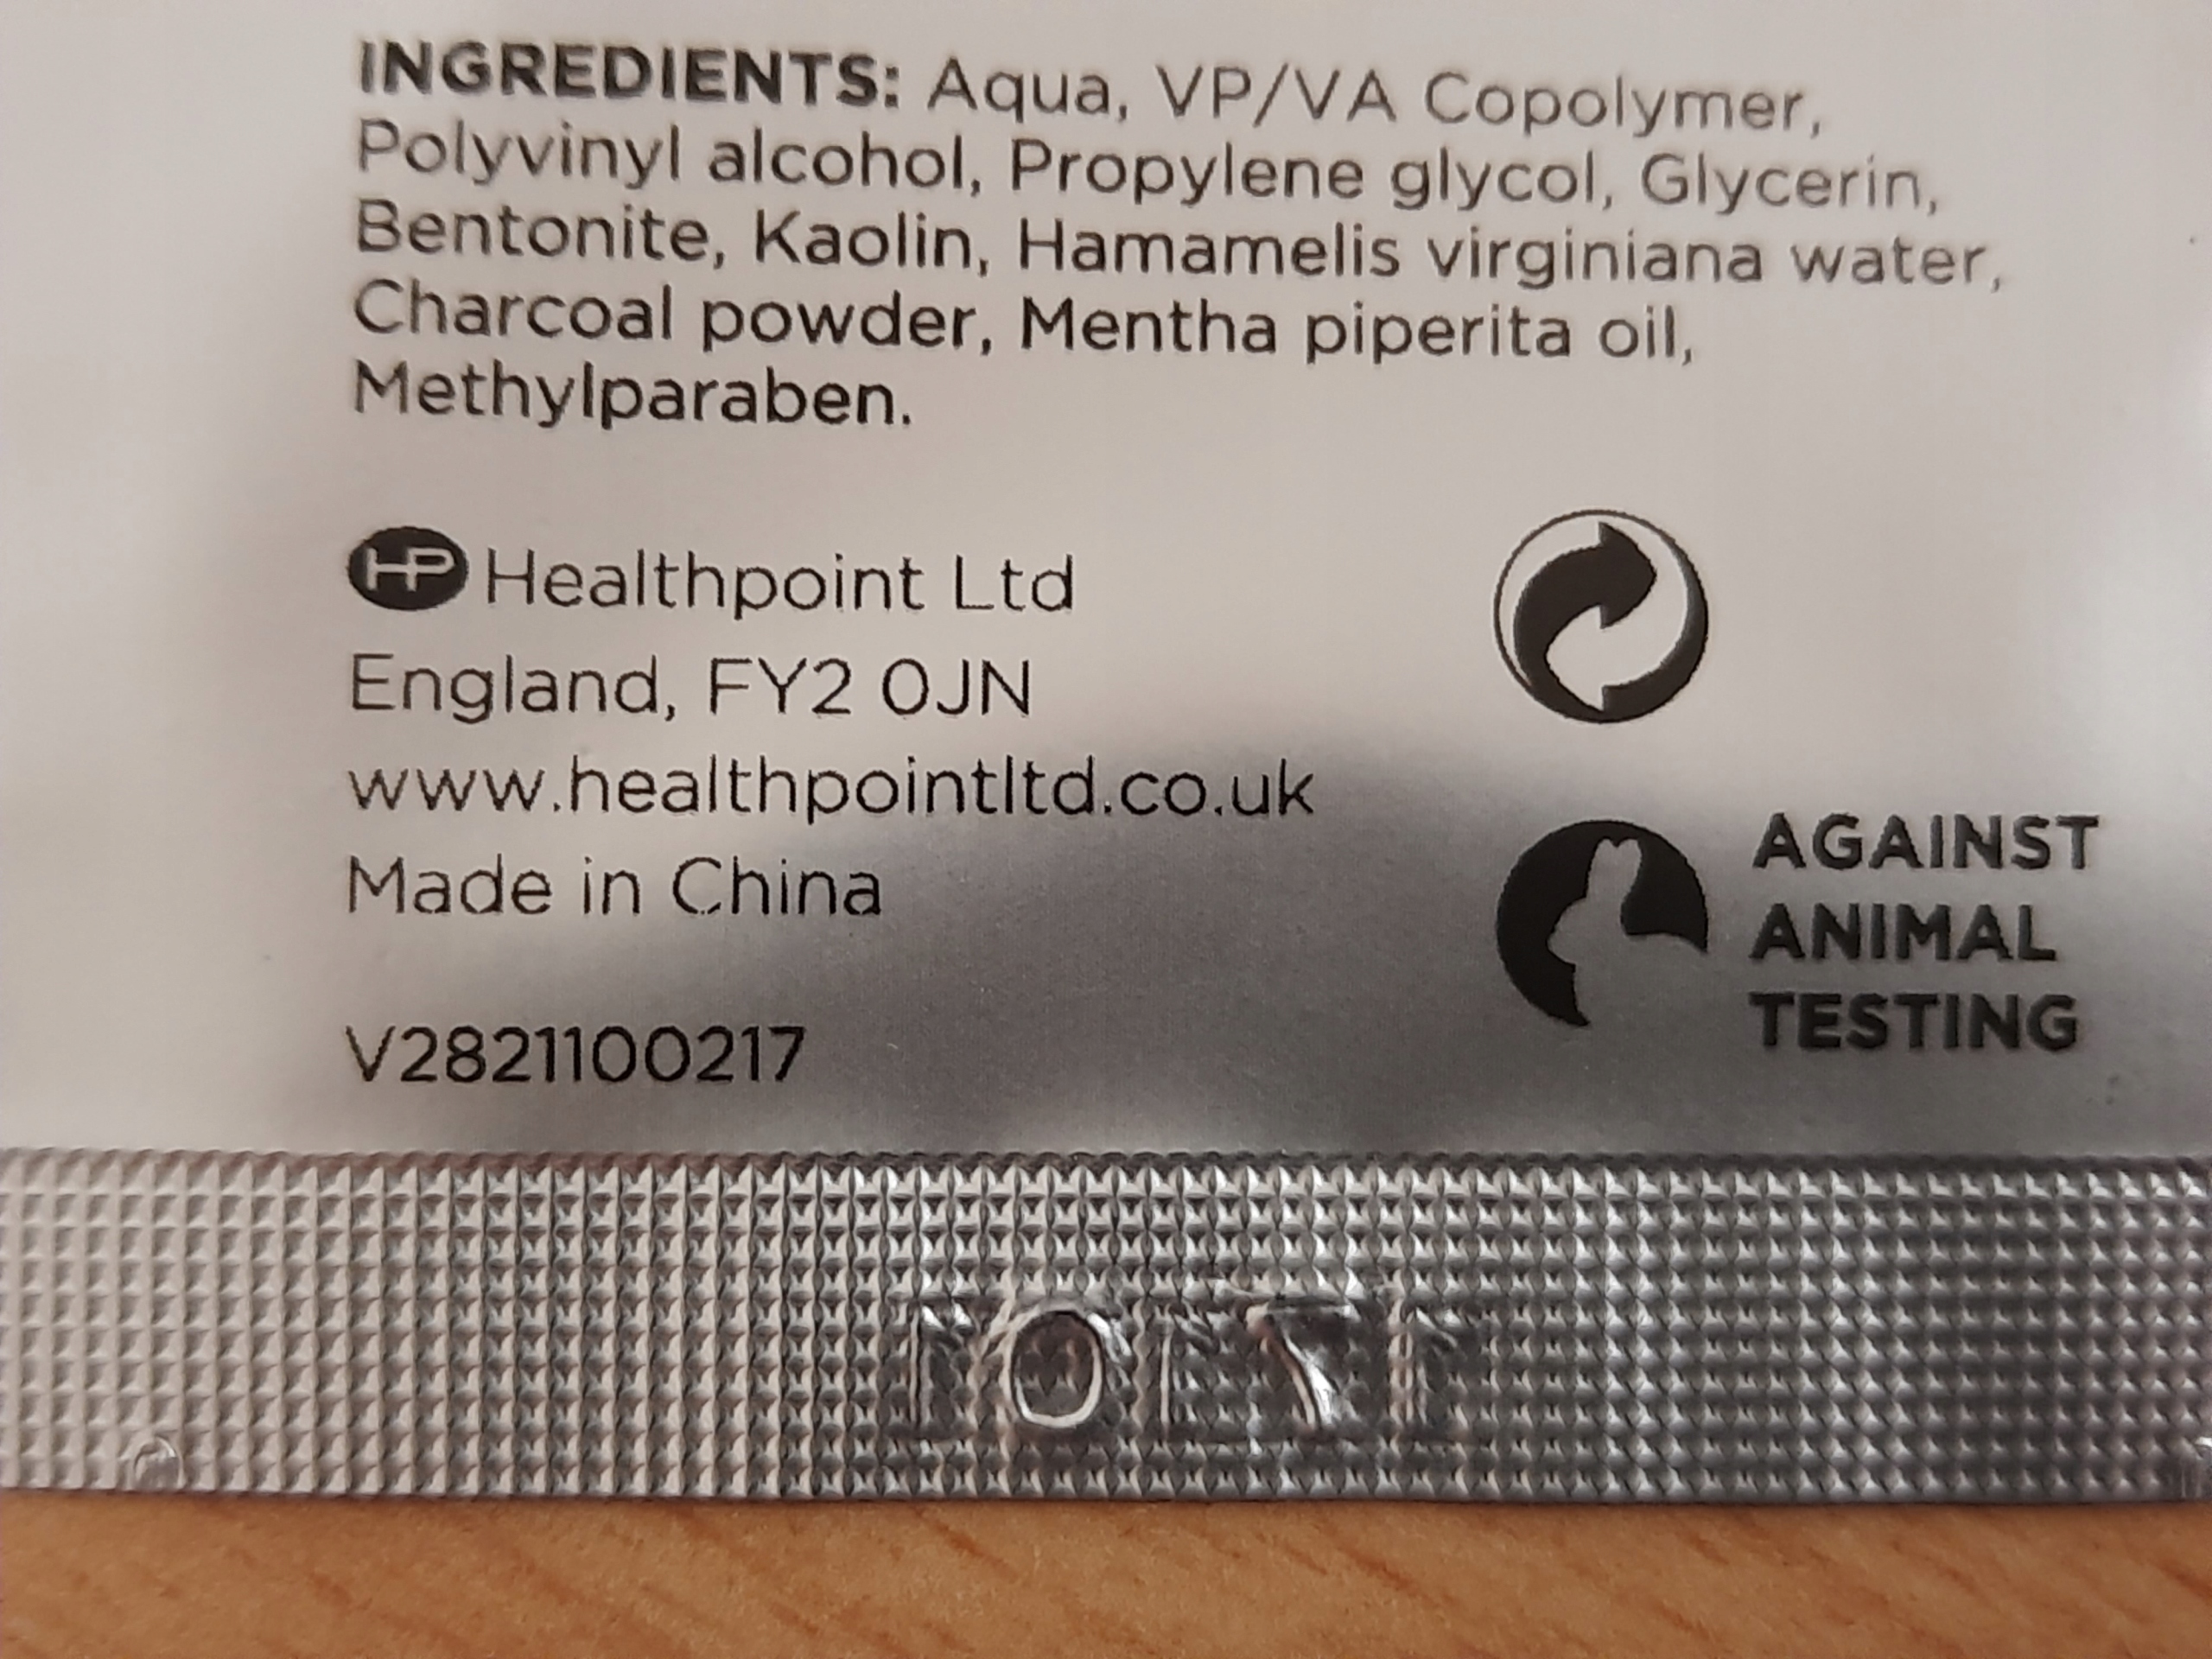 INGREDIENTS: Aqua, VP/VA Copolymer,
Polyvinyl alcohol, Propylene glycol, Glycerin,
Bentonite, Kaolin, Hamamelis virginiana water,
Charcoal powder, Mentha piperita oil,
Methylparaben.
HP Healthpoint Ltd
England, FY2 0JN
www.healthpointltd.co.uk
Made in China
V2821100217
AGAINST
ANIMAL
TESTING